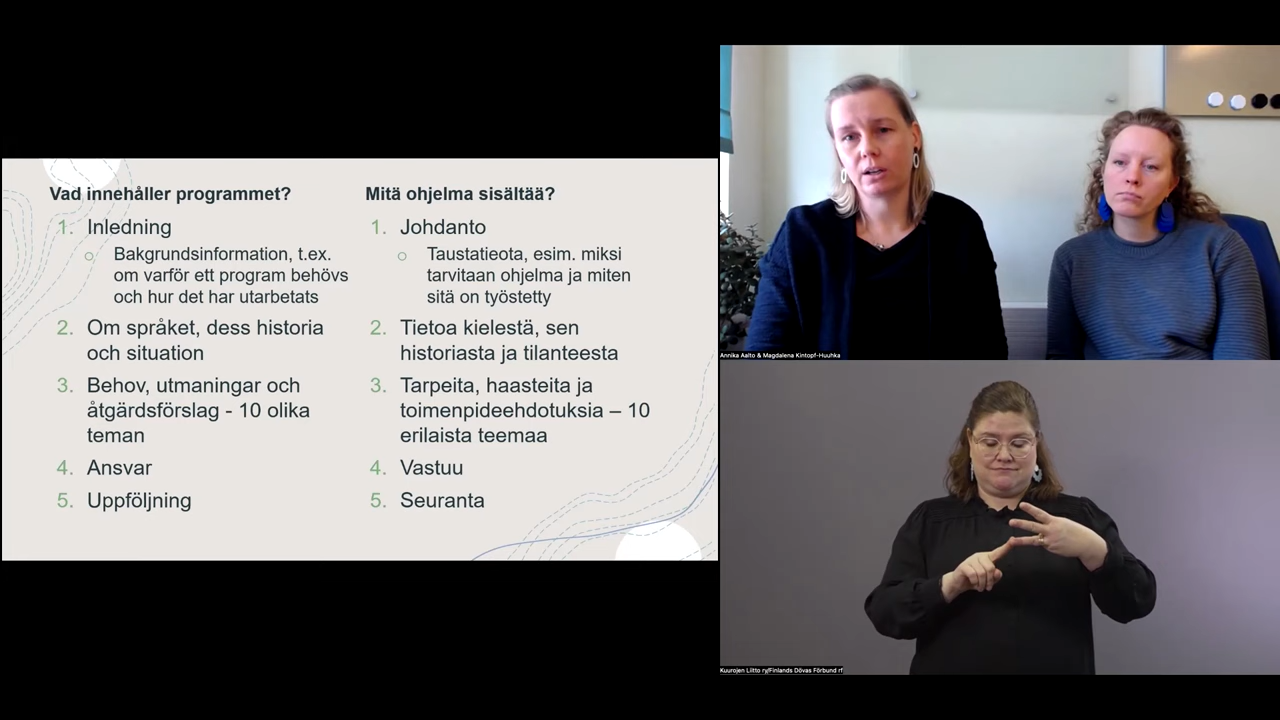 Vad innehåller programmet?
1. Inledning
○ Bakgrundsinformation, t.ex.
om varför ett program behövs
och hur det har utarbetats
2. Om språket, dess historia
och situation
3. Behov, utmaningar och
åtgärdsförslag - 10 olika
teman
4. Ansvar
5. Uppföljning
Mitä ohjelma sisältää?
1. Johdanto
○ Taustatieota, esim. miksi
tarvitaan ohjelma ja miten
sitä on työstetty
2. Tietoa kielestä, sen
historiasta ja tilanteesta
3. Tarpeita, haasteita ja
toimenpideehdotuksia – 10
erilaista teemaa
4. Vastuu
5. Seuranta
Annika Aalto & Magdalena Kintopf-Huuhka
Kuurojen Liitto ry/Finlands Dövas Förbund rf